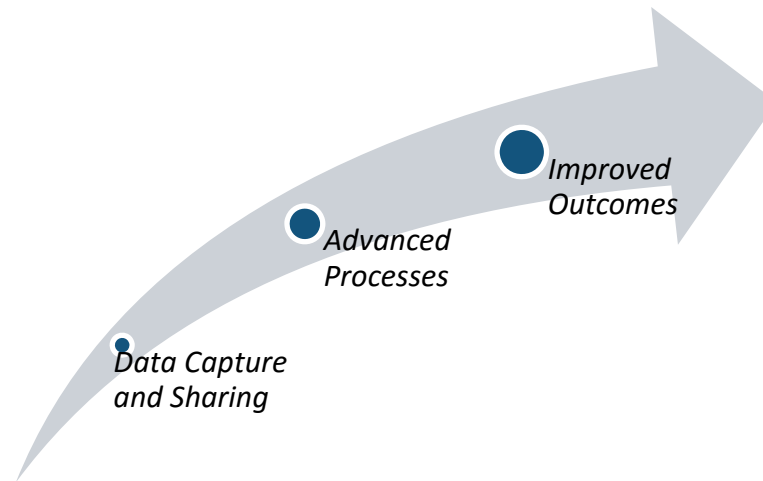 Improved
Outcomes
Advanced
Processes
Data Capture
and Sharing